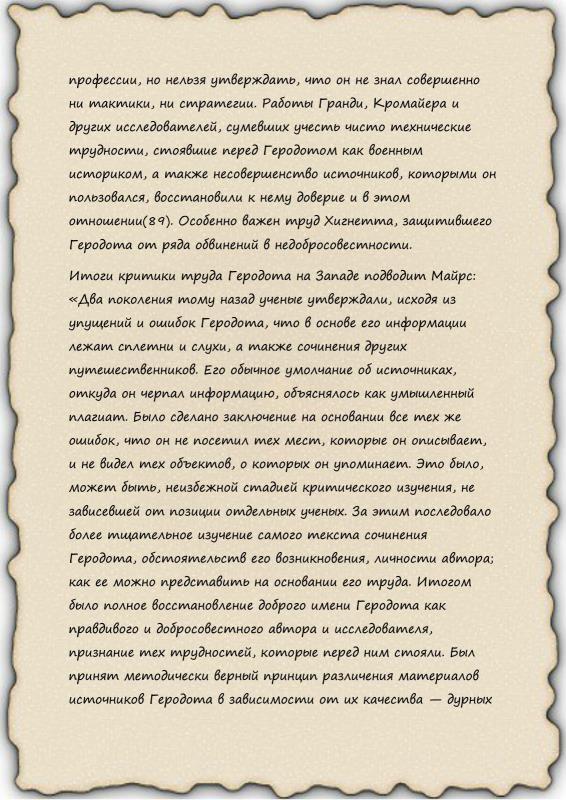 профессии, но нельзя утверждать, что он не знал совершенно
ни тактики, ни стратегии. Работы Гранди, Кромайера и
других исследователей, сумевших учесть чисто технические
трудности, стоявшие перед Геродотом как военным
историком, а также несовершенство источников, которыми он
пользовался, восстановили к нему доверие и в этом
отношении(89). Особенно важен труд Хигнетта, защитившего
Геродота от ряда обвинений в недобросовестности.
Итоги критики труда Геродота на Западе подводит Майрс:
«Два поколения тому назад ученые утверждали, исходя из
упущений и ошибок Геродота, что в основе его информации
лежат сплетни и слухи, а также сочинения других
путешественников. Его обычное умолчание об источниках,
откуда он черпал информацию, объяснялось как умышленный
плагиат. Было сделано заключение на основании все тех же
ошибок, что он не посетил тех мест, которые он описывает,
и не видел тех объектов, о которых он упоминает. Это было,
может быть, неизбежной стадией критического изучения, не
зависевшей от позиции отдельных ученых. За этим последовало
более тщательное изучение самого текста сочинения
Геродота, обстоятельств его возникновения, личности автора;
как ее можно представить на основании его труда. Итогом
было полное восстановление доброго имени Геродота как
правдивого и добросовестного автора и исследователя,
признание тех трудностей, которые перед ним стояли. Был
принят методически верный принцип различения материалов
источников Геродота в зависимости от их качества — дурных